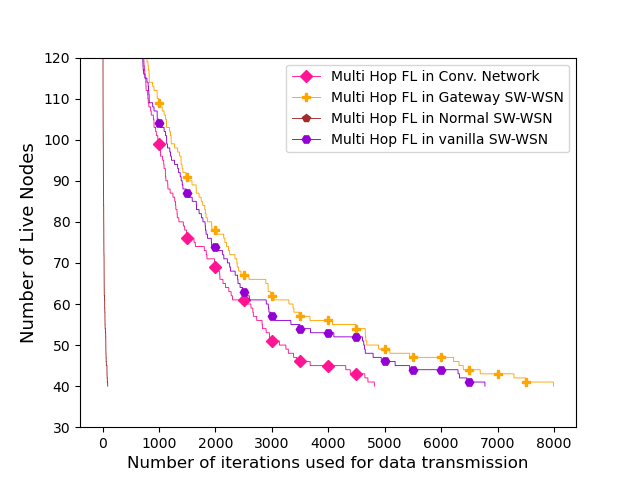 120
110
100
90
80
70
60
50
40
30
Number of Live Nodes
Multi Hop FL in Conv. Network
Multi Hop FL in Gateway SW-WSN
Multi Hop FL in Normal SW-WSN
Multi Hop FL in vanilla SW-WSN
0 1000 2000 3000 4000 5000 6000 7000 8000
Number of iterations used for data transmission